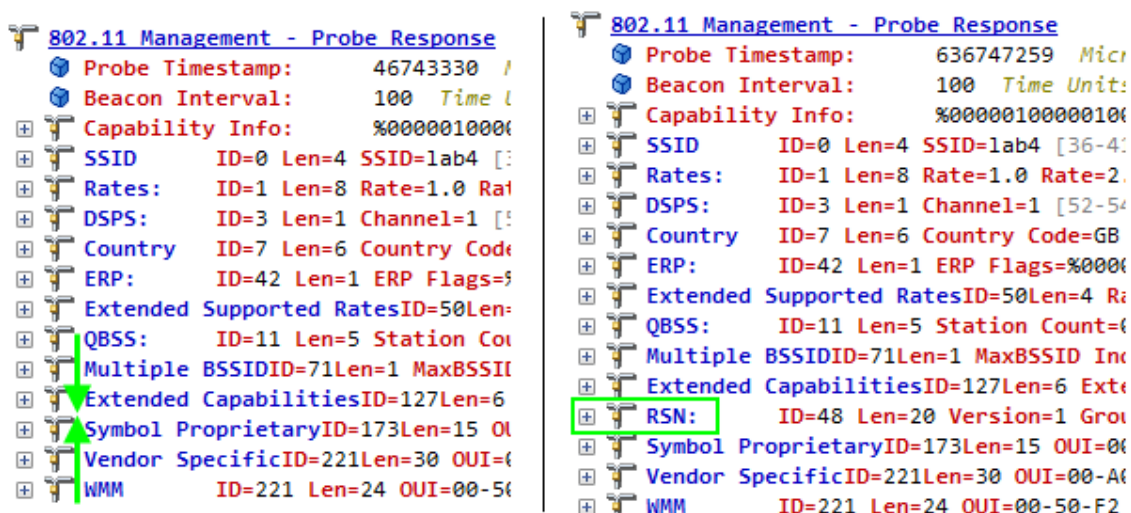 802.11 Management - Probe Response
Probe Timestamp: 46743330
Beacon Interval: 100 Time
Capability Info: %0000010000
SSID ID=0 Len=4 SSID=lab4
Rates: ID=1 Len=8 Rate=1.0 Rat
DSPS: ID=3 Len=1 Channel=1
Country ID=7 Len=6 Country Code
ERP: ID=42 Len=1 ERP Flags=%
Extended Supported RatesID=50Len=
QBSS: ID=11 Len=5 Station Cou
Multiple BSSIDID=71Len=1 MaxBSSID
Extended CapabilitiesID=127Len=6
Symbol ProprietaryID=173Len=15 OU
Vendor SpecificID=221Len=30 OUI=0
WMM ID=221 Len=24 OUI=00-50
802.11 Management - Probe Response
Probe Timestamp: 636747259 Micr
Beacon Interval: 100 Time Units
Capability Info: %00000100000100
SSID ID=0 Len=4 SSID=lab4 [36-41
Rates: ID=1 Len=8 Rate=1.0 Rate=2.
DSPS: ID=3 Len=1 Channel=1 [52-54
Country ID=7 Len=6 Country Code=GB
ERP: ID=42 Len=1 ERP Flags=%0000
Extended Supported RatesID=50Len=4 Ra
QBSS: ID=11 Len=5 Station Count=0
Multiple BSSIDID=71Len=1 MaxBSSID Ind
Extended CapabilitiesID=127Len=6 Exte
RSN: ID=48 Len=20 Version=1 Grou
Symbol ProprietaryID=173Len=15 OUI=00
Vendor SpecificID=221Len=30 OUI=00-A0
WMM ID=221 Len=24 OUI=00-50-F2